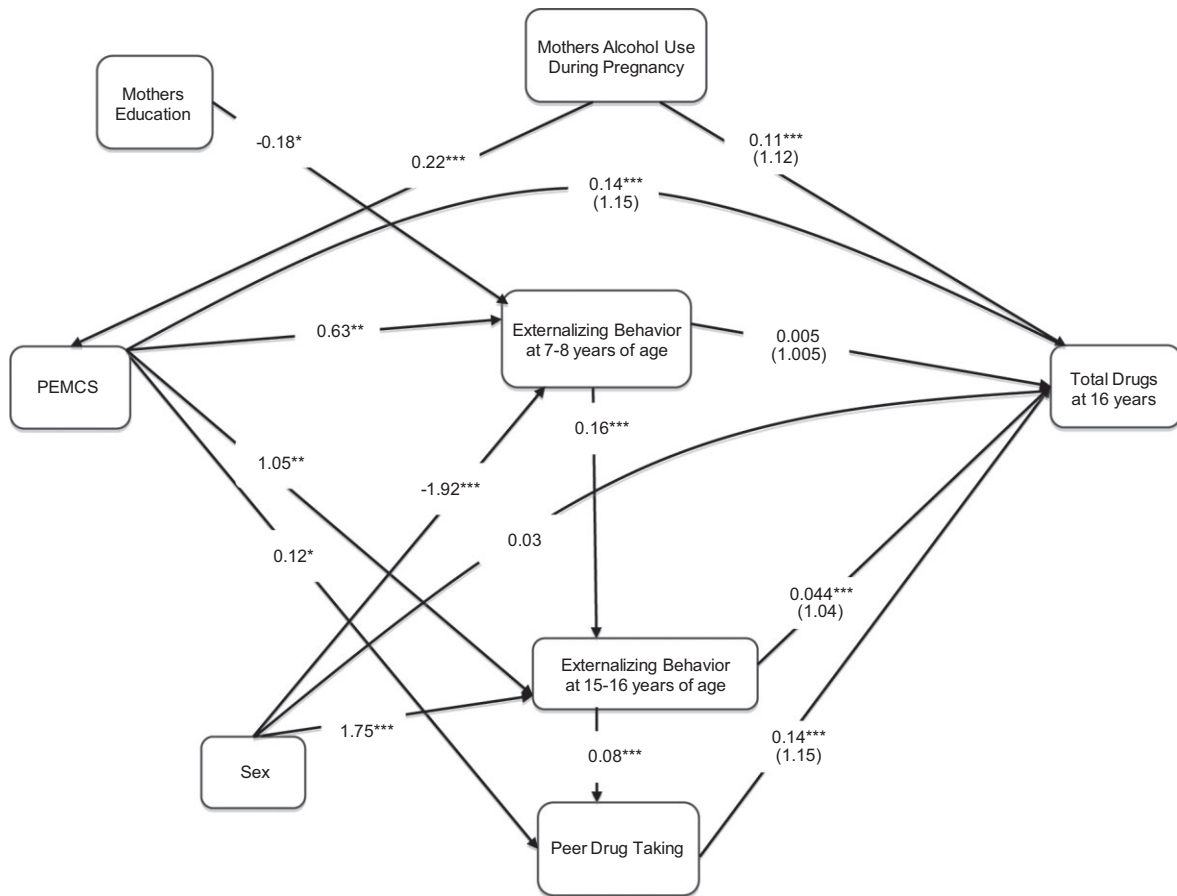 Mothers Alcohol Use
During Pregnancy
Mothers
Education
-0.18*
0.22***
0.11***
(1.12)
0.14***
(1.15)
0.63**
Externalizing Behavior
at 7-8 years of age
0.005
(1.005)
PEMCS
Total Drugs
at 16 years
0.16***
1.05**
-1.92***
0.03
0.12*
0.044***
(1.04)
Externalizing Behavior
at 15-16 years of age
1.75***
0.14***
(1.15)
0.08***
Sex
Peer Drug Taking